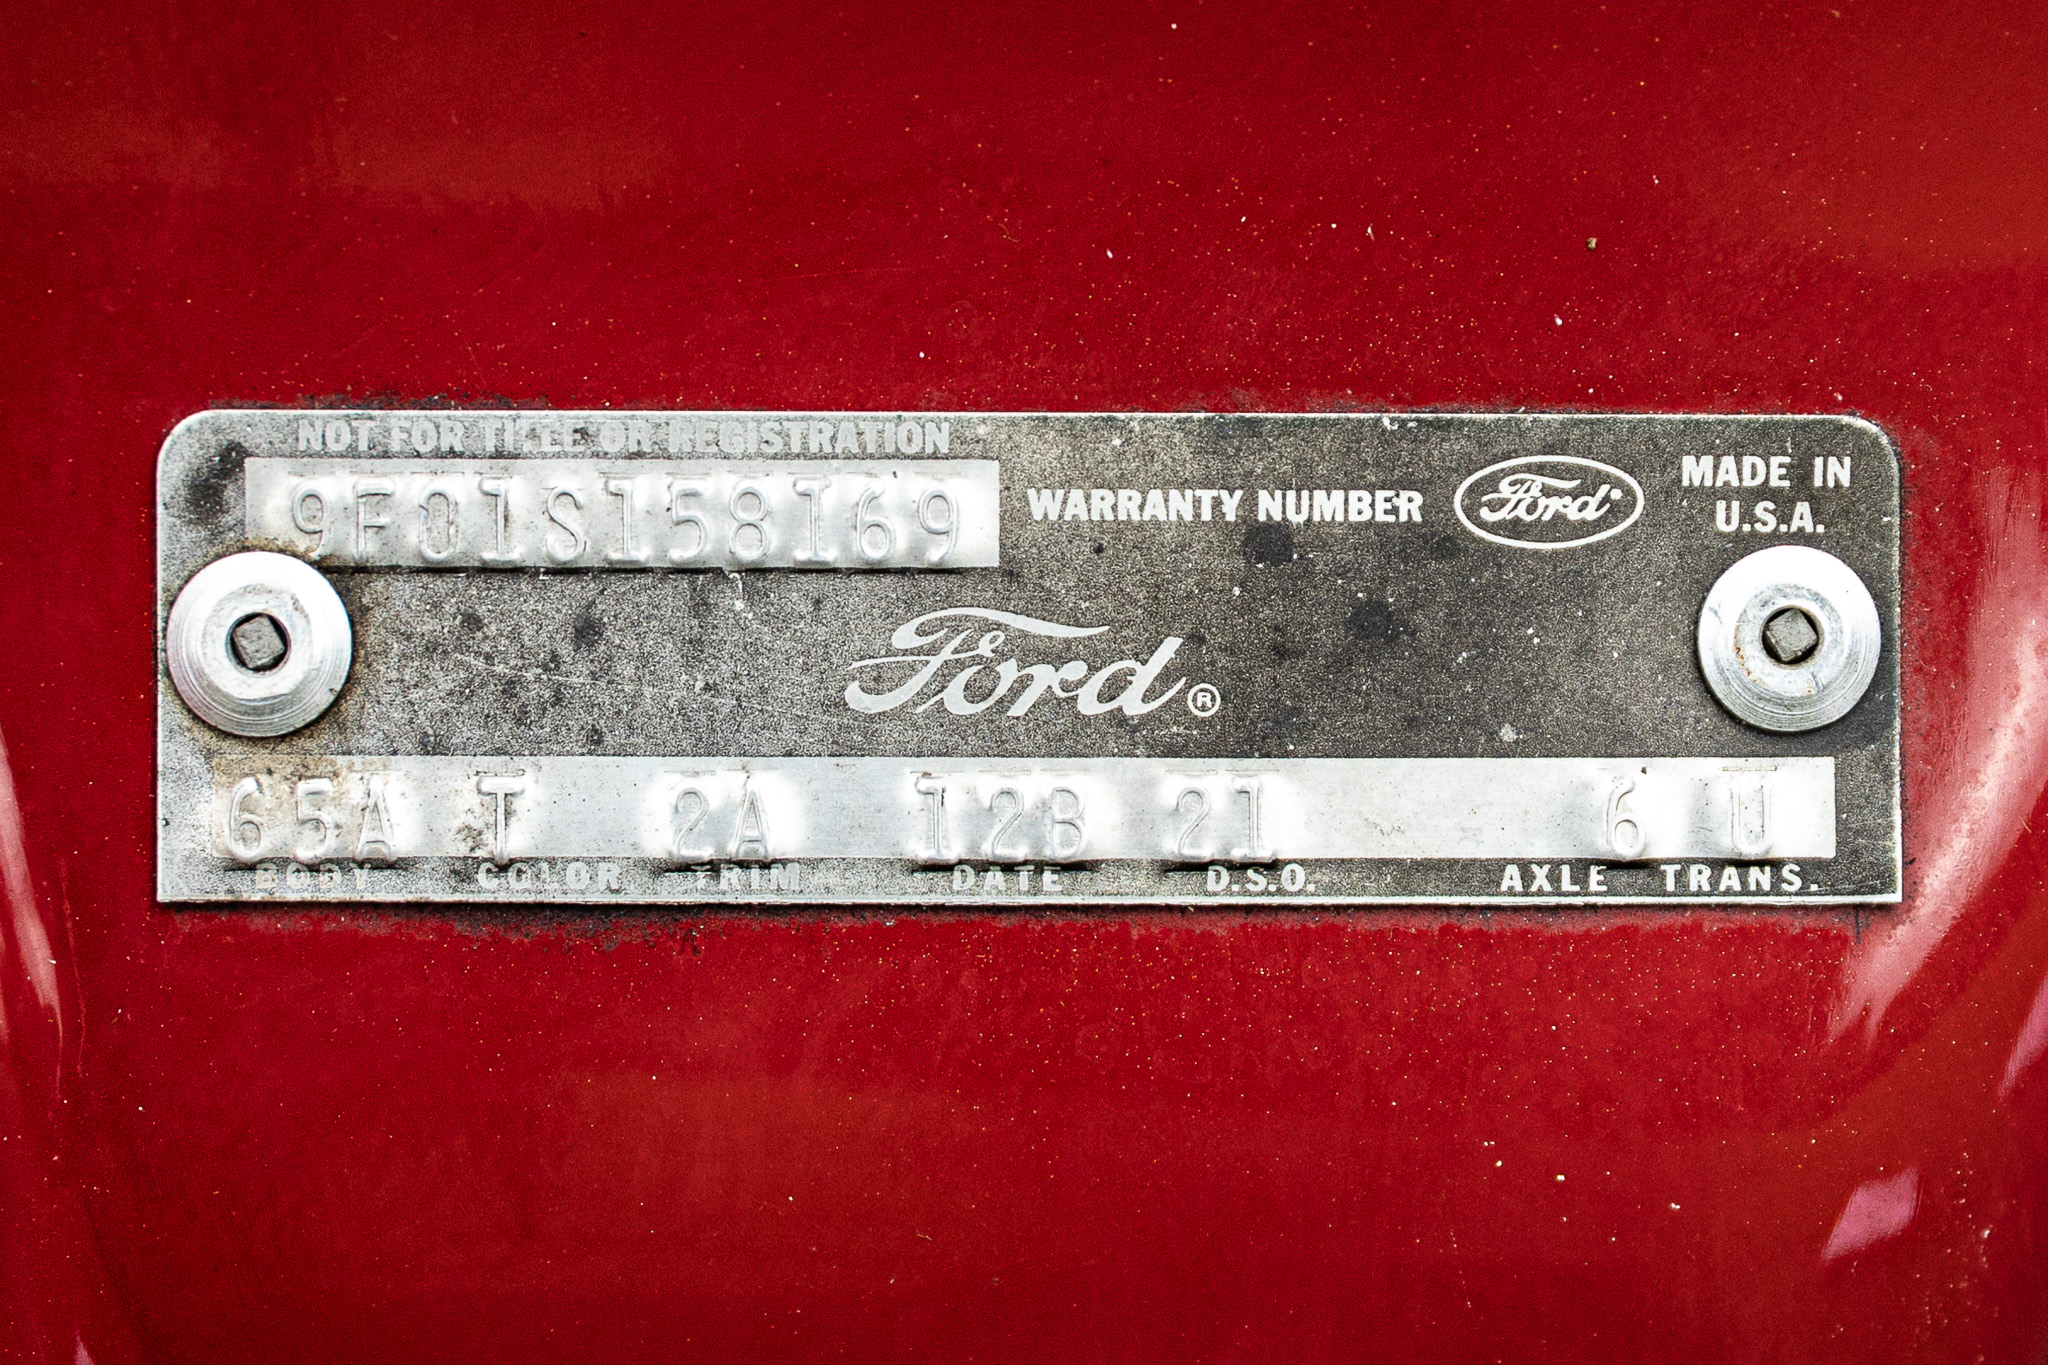 NOT FOR TITLE OR REGISTRATION
9F01S158169
WARRANTY NUMBER
Ford
MADE IN
U.S.A.
Ford®
65A T 2A 12B 21 6 U
BODY COLOR TRIM DATE D.S.O. AXLE TRANS.